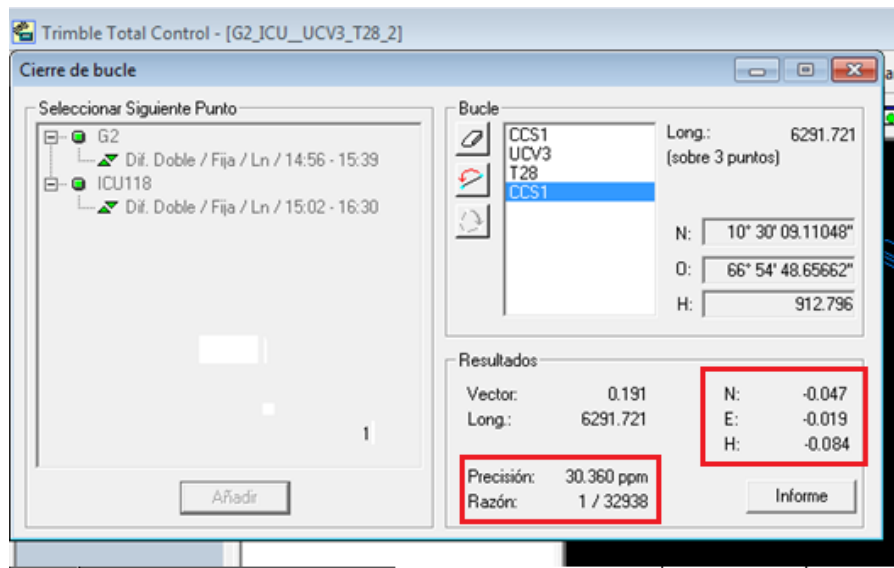 Trimble Total Control - [G2_ICU__UCV3_T28_2]
Cierre de bucle
Seleccionar Siguiente Punto
G2
Dif. Doble / Fija / Ln / 14:56 - 15:39
ICU118
Dif. Doble / Fija / Ln / 15:02 - 16:30
1
Añadir
Bucle
CCS1
UCV3
T28
CCS1
Long.: 6291.721
(sobre 3 puntos)
N: 10° 30' 09.11048"
O: 66° 54' 48.65662"
H: 912.796
Resultados
Vector: 0.191
Long.: 6291.721
Precisión: 30.360 ppm
Razón: 1 / 32938
N: -0.047
E: -0.019
H: -0.084
Informe